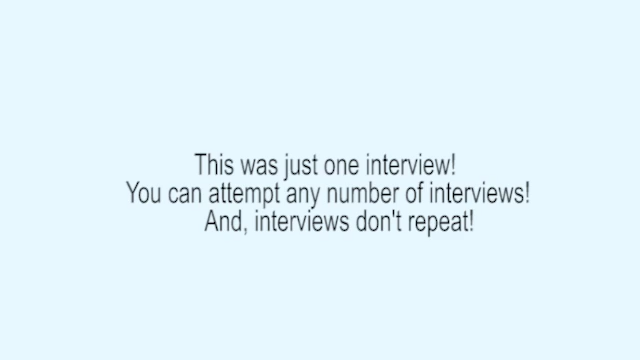 This was just one interview!
You can attempt any number of interviews!
And, interviews don't repeat!